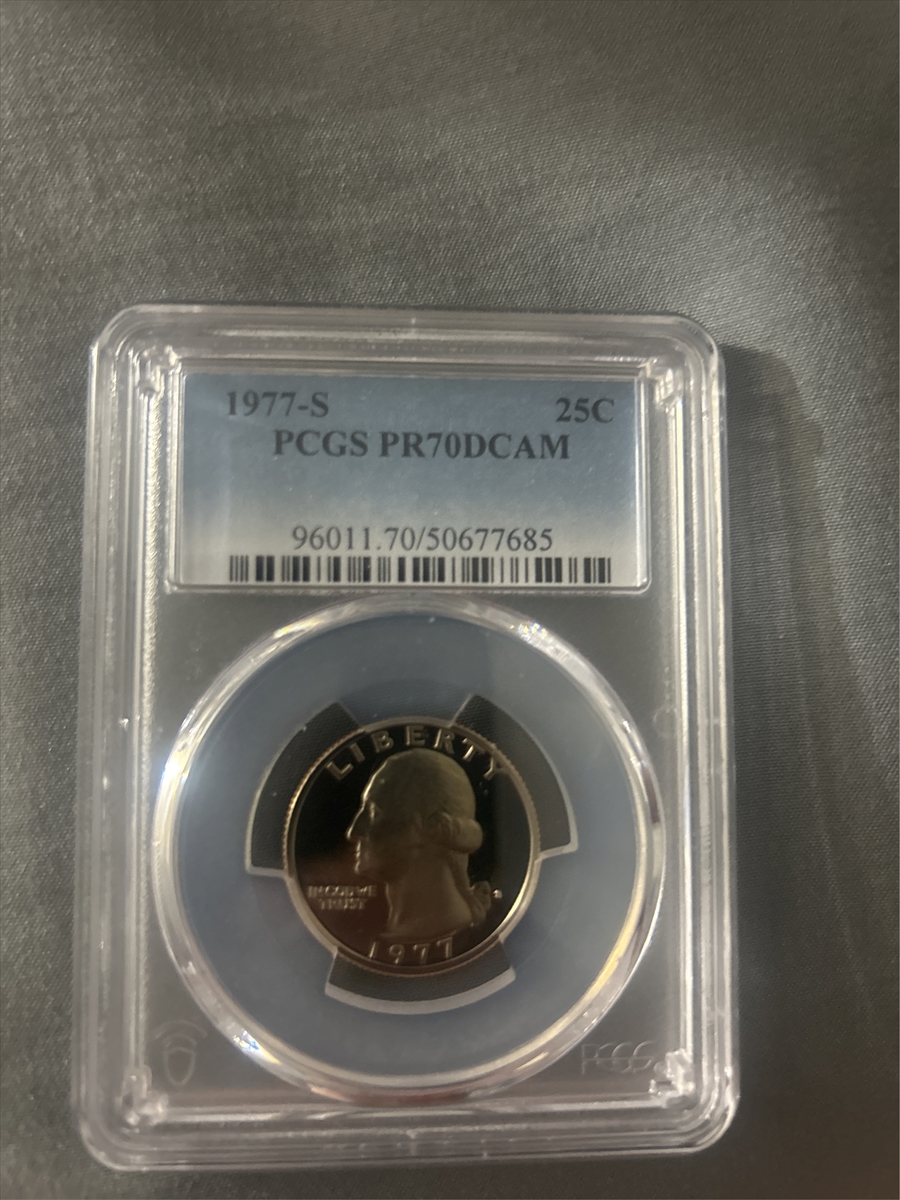 1977-S 25C
PCGS PR70DCAM
96011.70/50677685
LIBERTY
IN GOD WE
TRUST
S
1977
PCGS